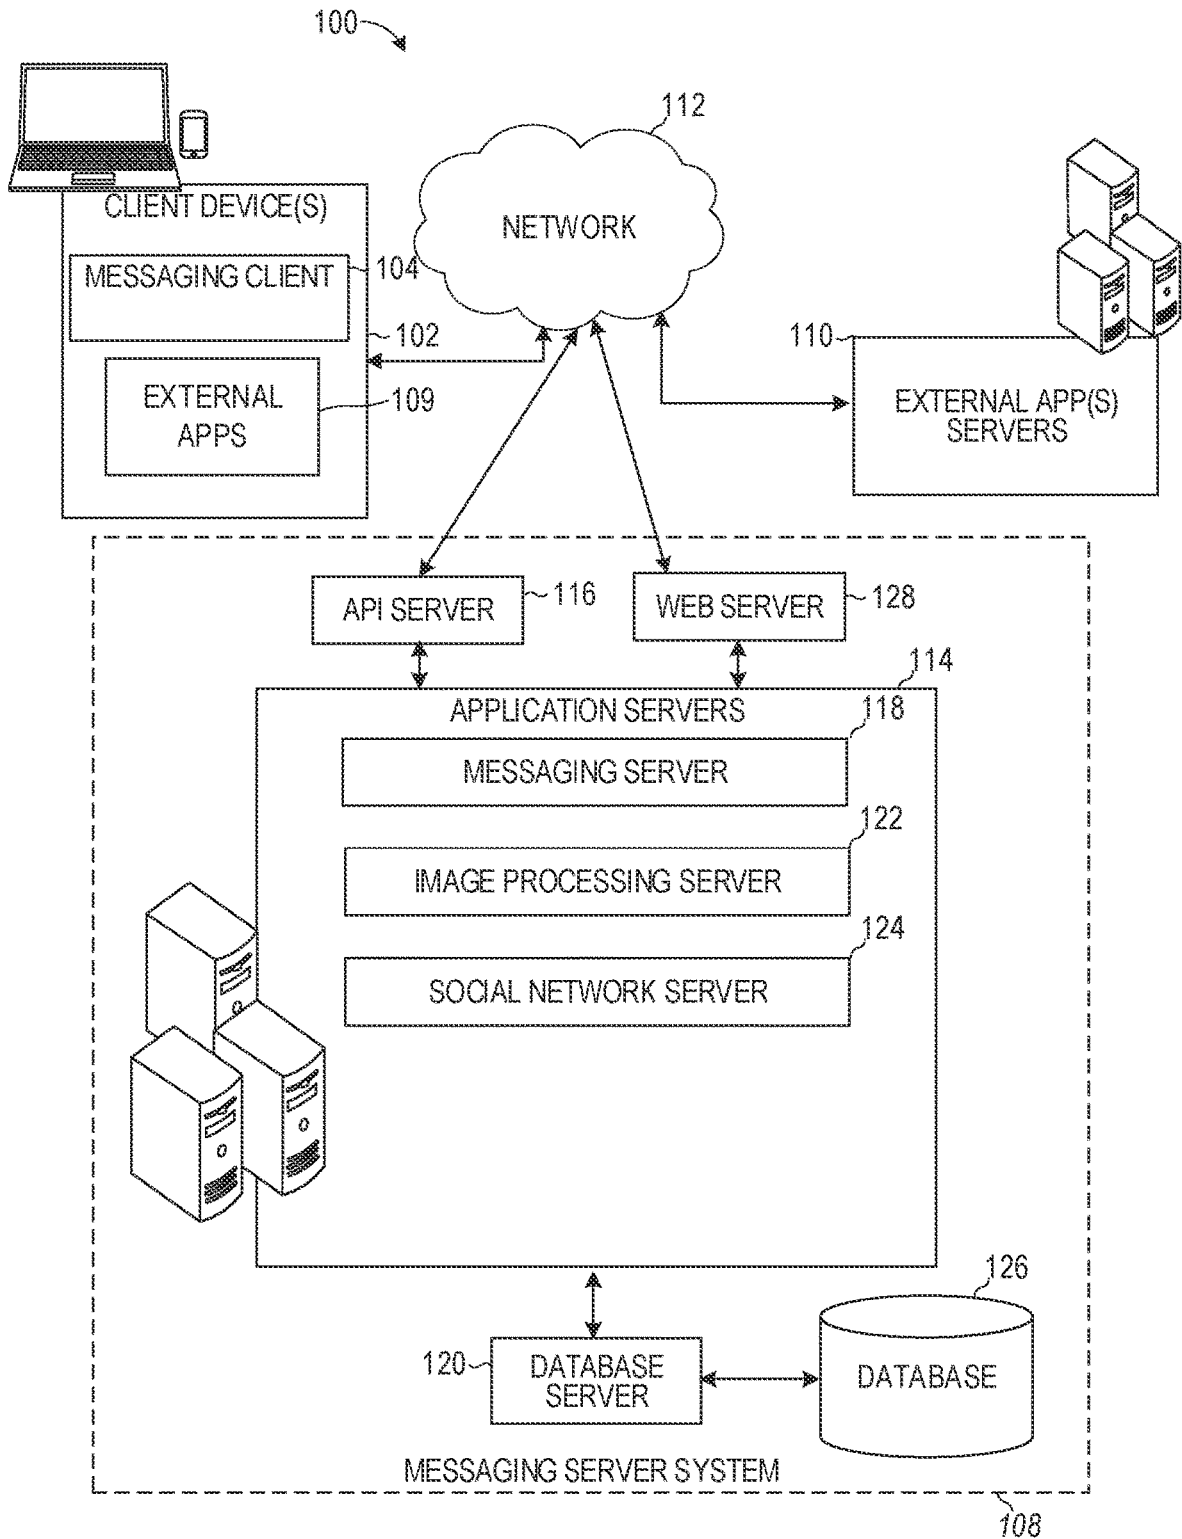 100
112
NETWORK
CLIENT DEVICE(S)
MESSAGING CLIENT
104
102
EXTERNAL
APPS
109
110
EXTERNAL APP(S)
SERVERS
API SERVER
116
WEB SERVER
128
114
APPLICATION SERVERS
118
MESSAGING SERVER
122
IMAGE PROCESSING SERVER
124
SOCIAL NETWORK SERVER
126
120
DATABASE
SERVER
DATABASE
MESSAGING SERVER SYSTEM
108